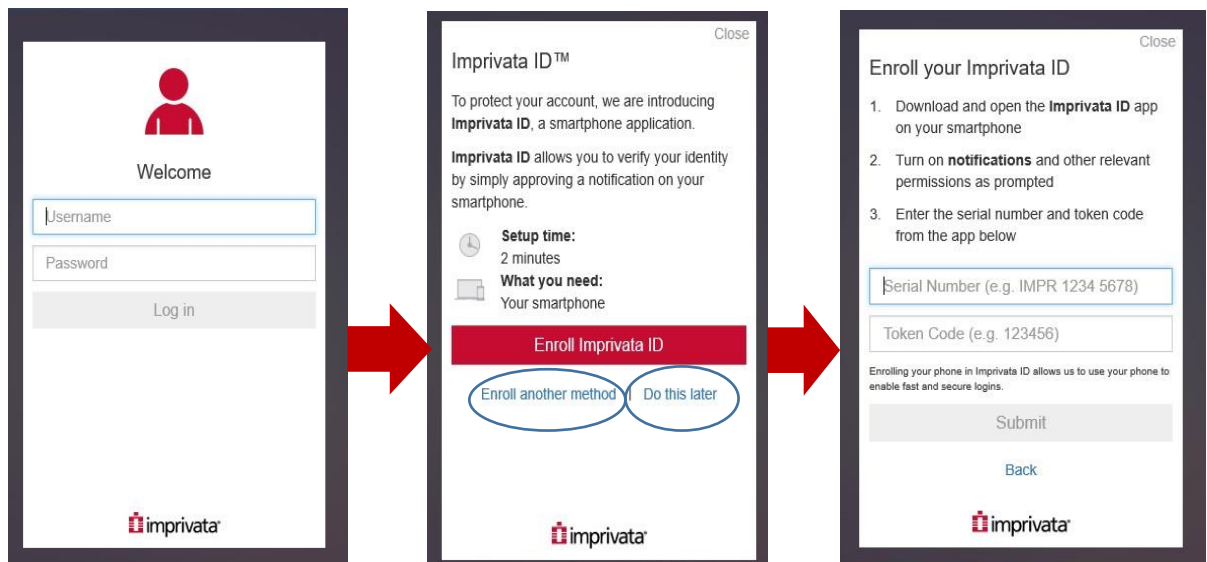 Welcome
Username
Password
Log in
imprivata
Close
Imprivata ID™
To protect your account, we are introducing
Imprivata ID, a smartphone application.
Imprivata ID allows you to verify your identity
by simply approving a notification on your
smartphone.
Setup time:
2 minutes
What you need:
Your smartphone
Enroll Imprivata ID
Enroll another method | Do this later
imprivata
Close
Enroll your Imprivata ID
1. Download and open the Imprivata ID app
on your smartphone
2. Turn on notifications and other relevant
permissions as prompted
3. Enter the serial number and token code
from the app below
Serial Number (e.g. IMPR 1234 5678)
Token Code (e.g. 123456)
Enrolling your phone in Imprivata ID allows us to use your phone to
enable fast and secure logins.
Submit
Back
imprivata